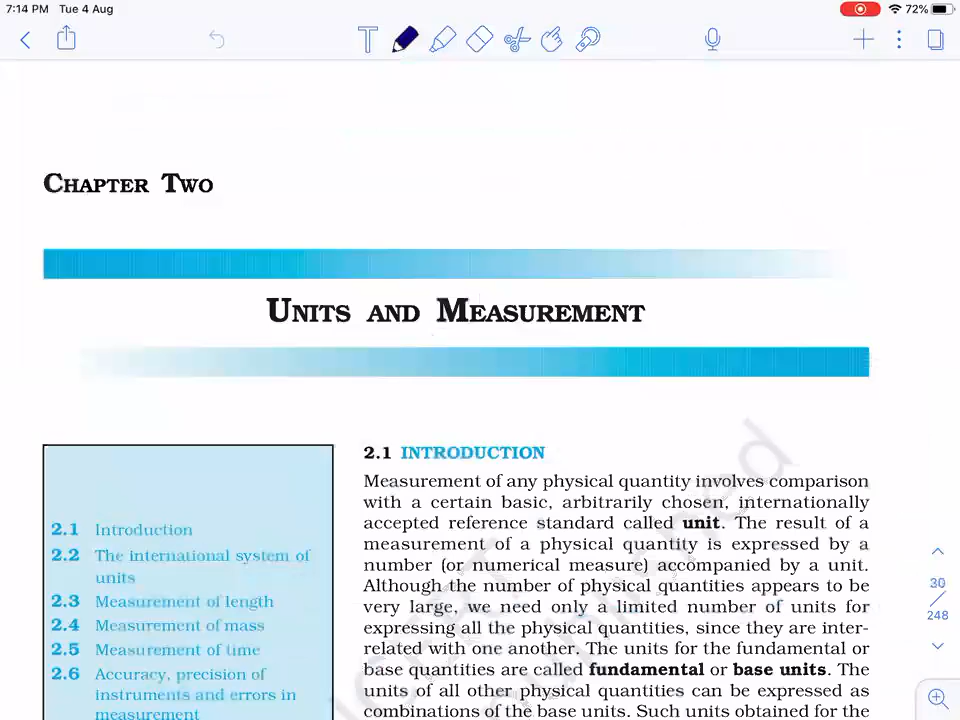 7:14 PM Tue 4 Aug
72%
CHAPTER TWO
UNITS AND MEASUREMENT
2.1 Introduction
2.2 The international system of
units
2.3 Measurement of length
2.4 Measurement of mass
2.5 Measurement of time
2.6 Accuracy, precision of
instruments and errors in
measurement
2.1 INTRODUCTION
Measurement of any physical quantity involves comparison
with a certain basic, arbitrarily chosen, internationally
accepted reference standard called unit. The result of a
measurement of a physical quantity is expressed by a
number (or numerical measure) accompanied by a unit.
Although the number of physical quantities appears to be
very large, we need only a limited number of units for
expressing all the physical quantities, since they are inter-
related with one another. The units for the fundamental or
base quantities are called fundamental or base units. The
units of all other physical quantities can be expressed as
combinations of the base units. Such units obtained for the
30
248